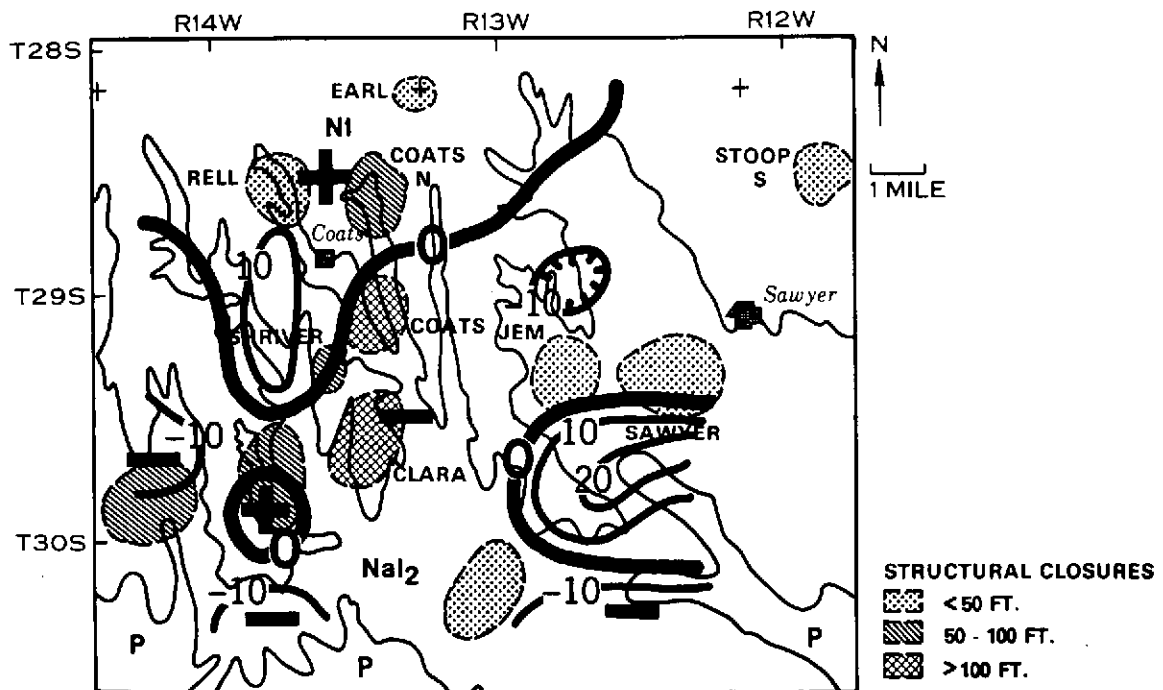 R14W R13W R12W
T28S
N
EARL
N1
COATS
N
RELL
STOOP
S
1 MILE
Coats
0
10
T29S
-10
Sawyer
SHRIVER
COATS
JEM
10
-10
SAWYER
0
20
CLARA
T30S
0
Nal₂
-10
-10
P
P
P
STRUCTURAL CLOSURES
<50 FT.
50 - 100 FT.
>100 FT.